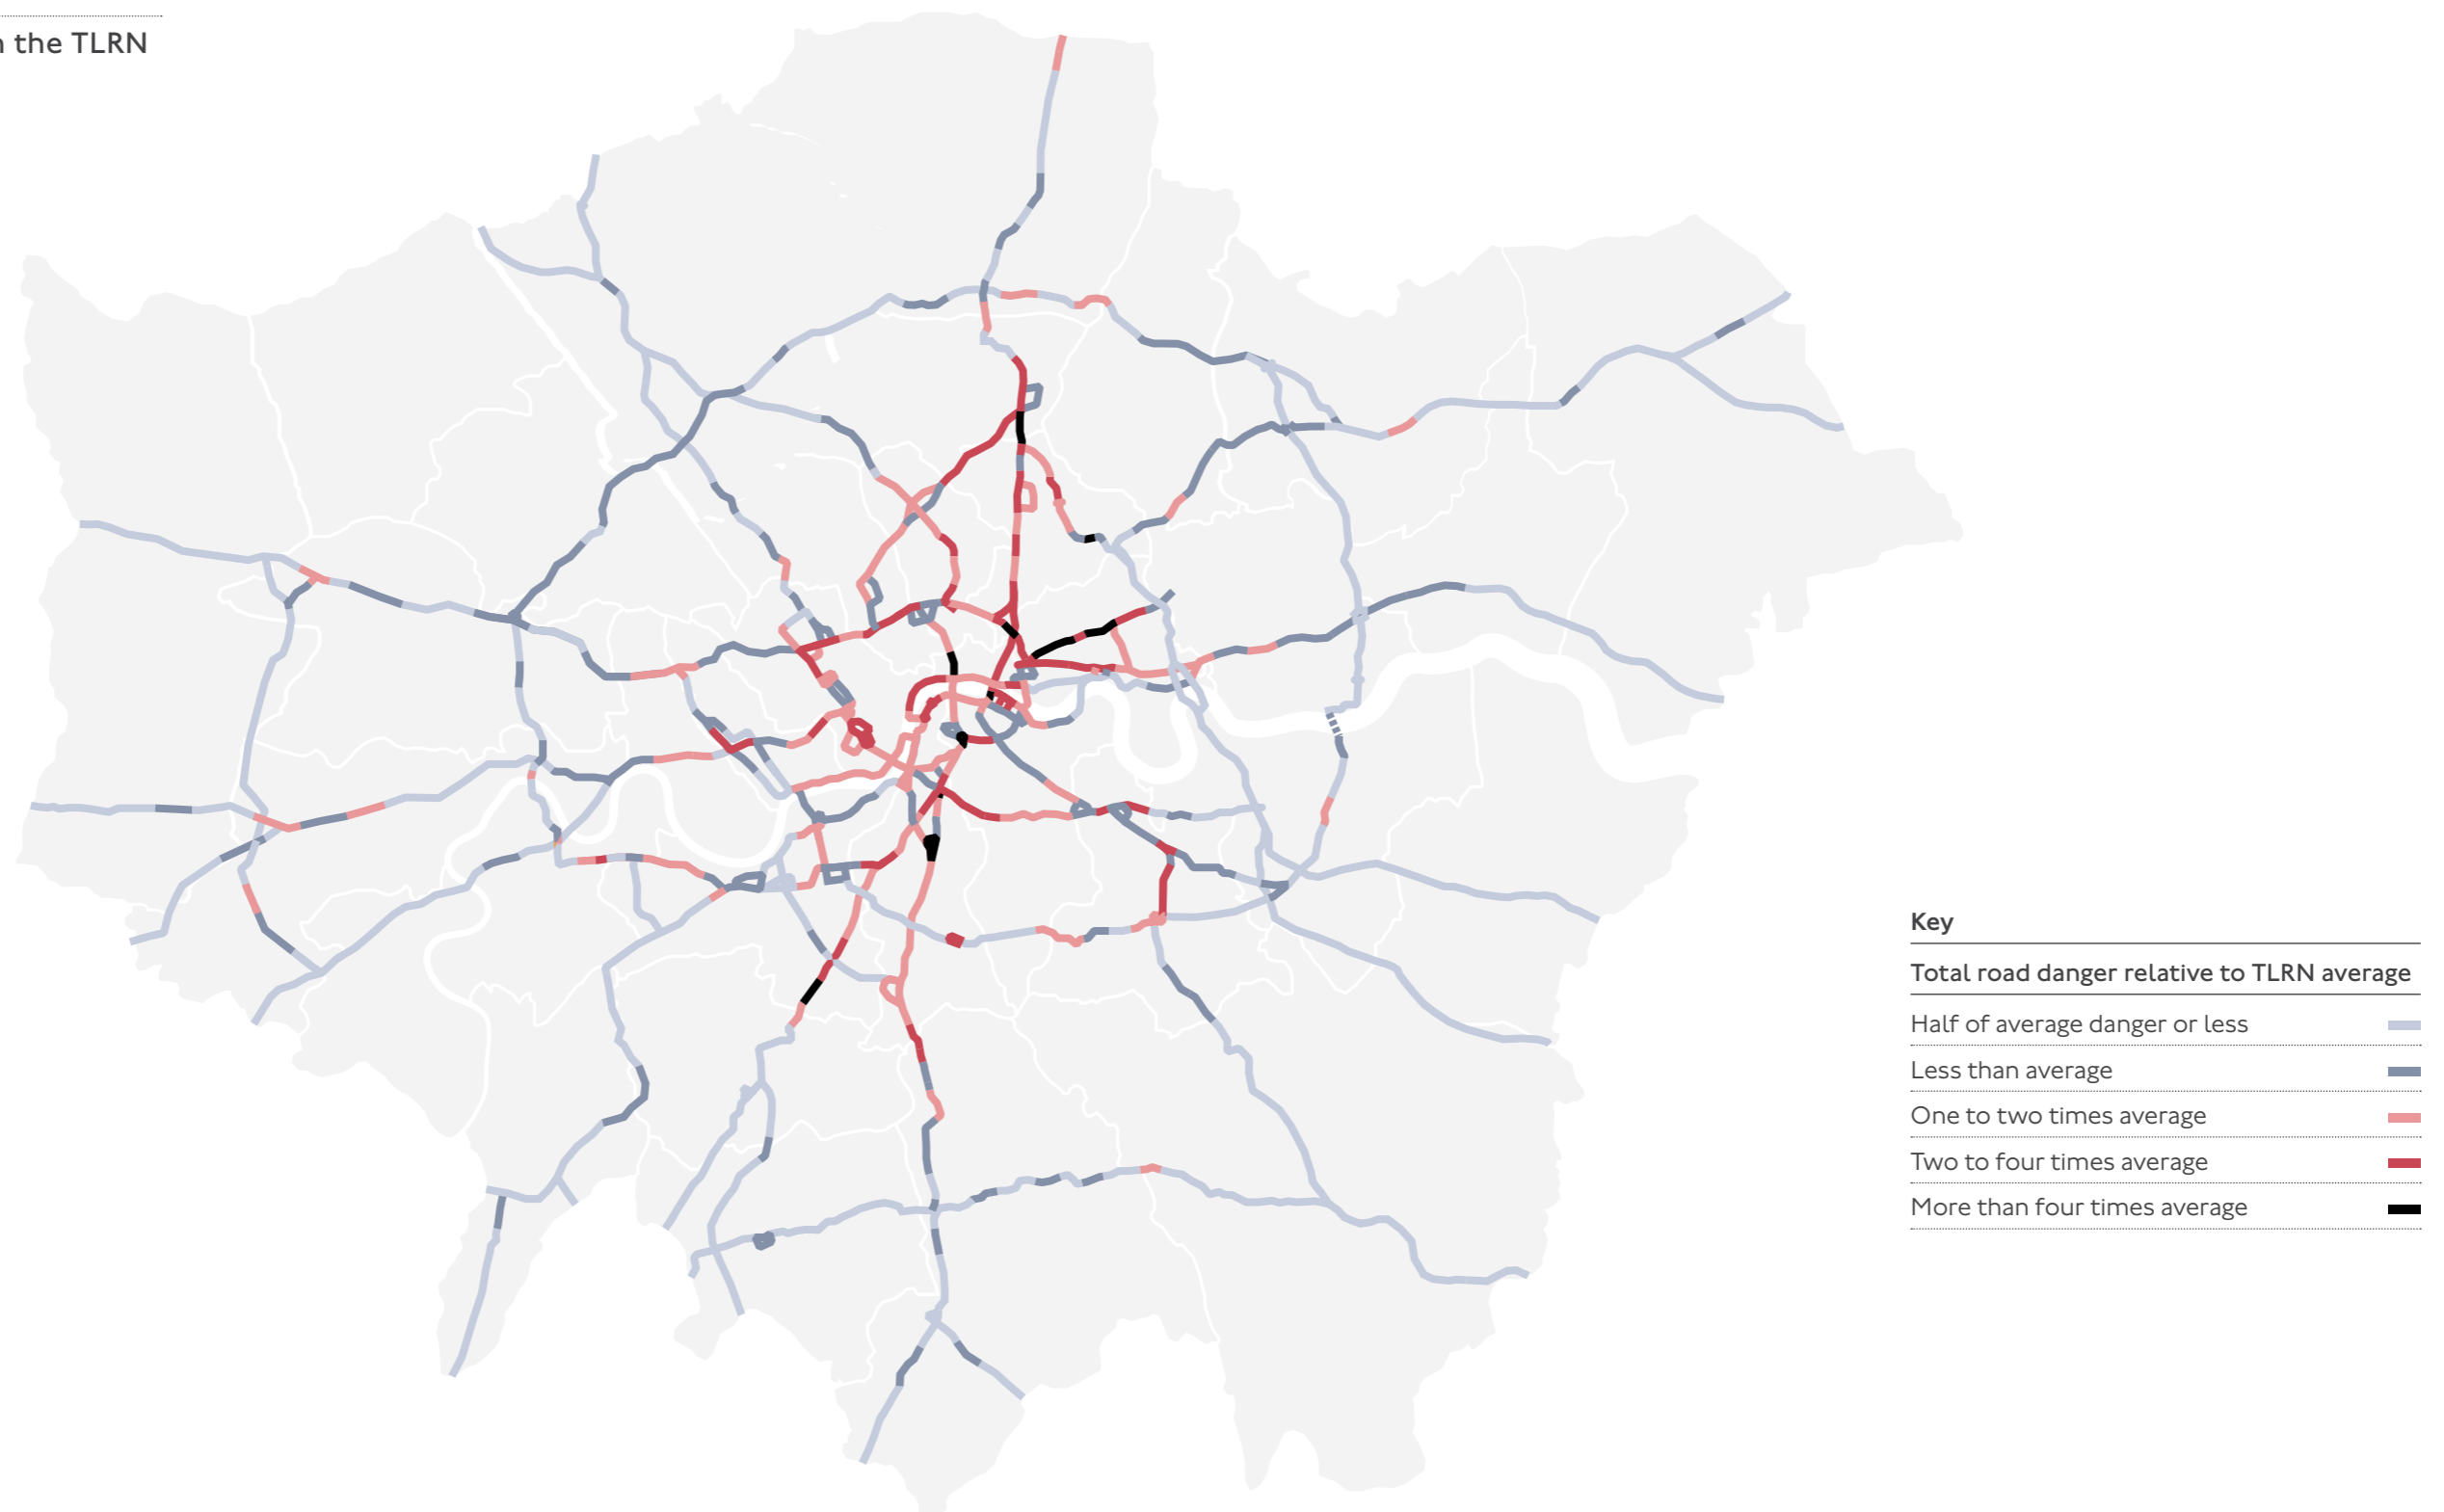 the TLRN
Key
Total road danger relative to TLRN average
Half of average danger or less
Less than average
One to two times average
Two to four times average
More than four times average